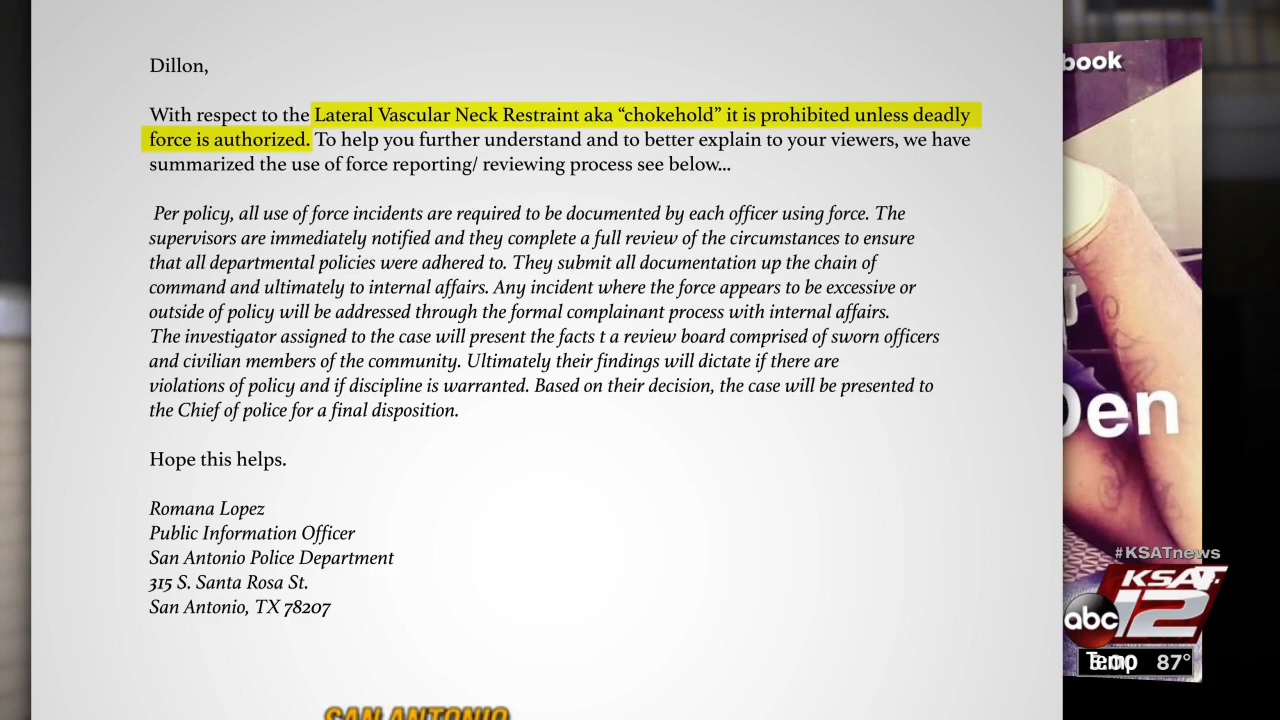 Dillon,
With respect to the Lateral Vascular Neck Restraint aka “chokehold” it is prohibited unless deadly
force is authorized. To help you further understand and to better explain to your viewers, we have
summarized the use of force reporting/ reviewing process see below...
Per policy, all use of force incidents are required to be documented by each officer using force. The
supervisors are immediately notified and they complete a full review of the circumstances to ensure
that all departmental policies were adhered to. They submit all documentation up the chain of
command and ultimately to internal affairs. Any incident where the force appears to be excessive or
outside of policy will be addressed through the formal complainant process with internal affairs.
The investigator assigned to the case will present the facts t a review board comprised of sworn officers
and civilian members of the community. Ultimately their findings will dictate if there are
violations of policy and if discipline is warranted. Based on their decision, the case will be presented to
the Chief of police for a final disposition.
Hope this helps.
Romana Lopez
Public Information Officer
San Antonio Police Department
315 S. Santa Rosa St.
San Antonio, TX 78207
SAN ANTONIO
book
Den
#KSATnews
KSAT
abc 12
Temp 87°